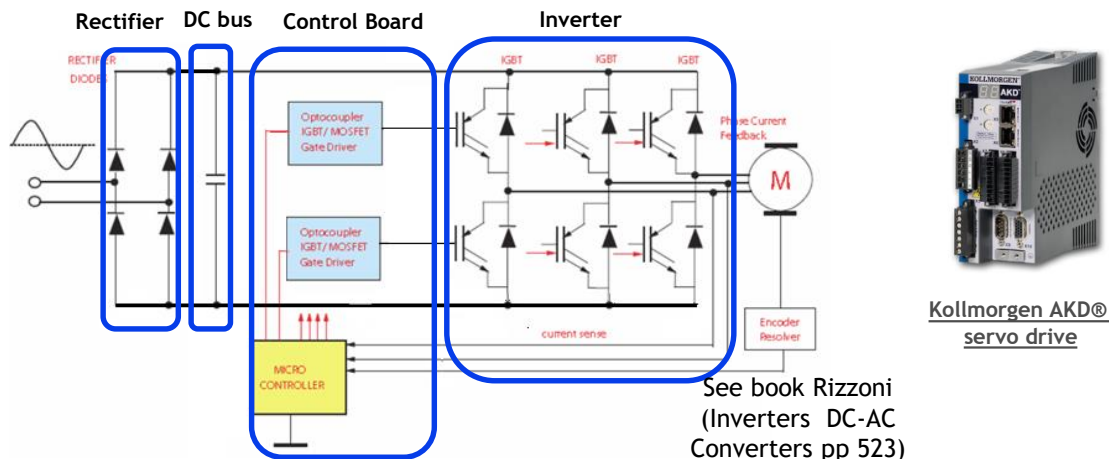 Rectifier
DC bus
Control Board
Inverter
RECTIFIER
DIODES
IGBT
IGBT
IGBT
Optocoupler
IGBT/ MOSFET
Gate Driver
Optocoupler
IGBT/ MOSFET
Gate Driver
Phase Current
Feedback
M
current sense
MICRO
CONTROLLER
Encoder
Resolver
See book Rizzoni
(Inverters DC-AC
Converters pp 523)
KOLLMORGEN
AKD
Kollmorgen AKD®
servo drive